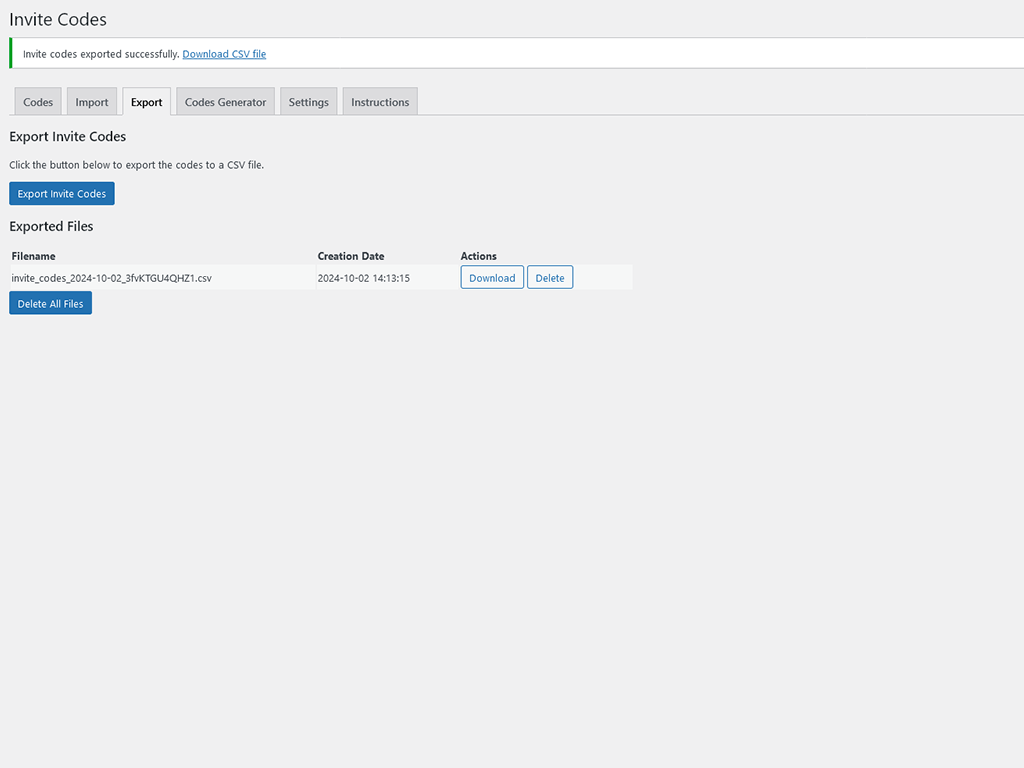 Invite Codes
Invite codes exported successfully. Download CSV file
Codes Import Export Codes Generator Settings Instructions
Export Invite Codes
Click the button below to export the codes to a CSV file.
Export Invite Codes
Exported Files
Filename Creation Date Actions
invite_codes_2024-10-02_3fvKTGU4QHZ1.csv 2024-10-02 14:13:15 Download Delete
Delete All Files